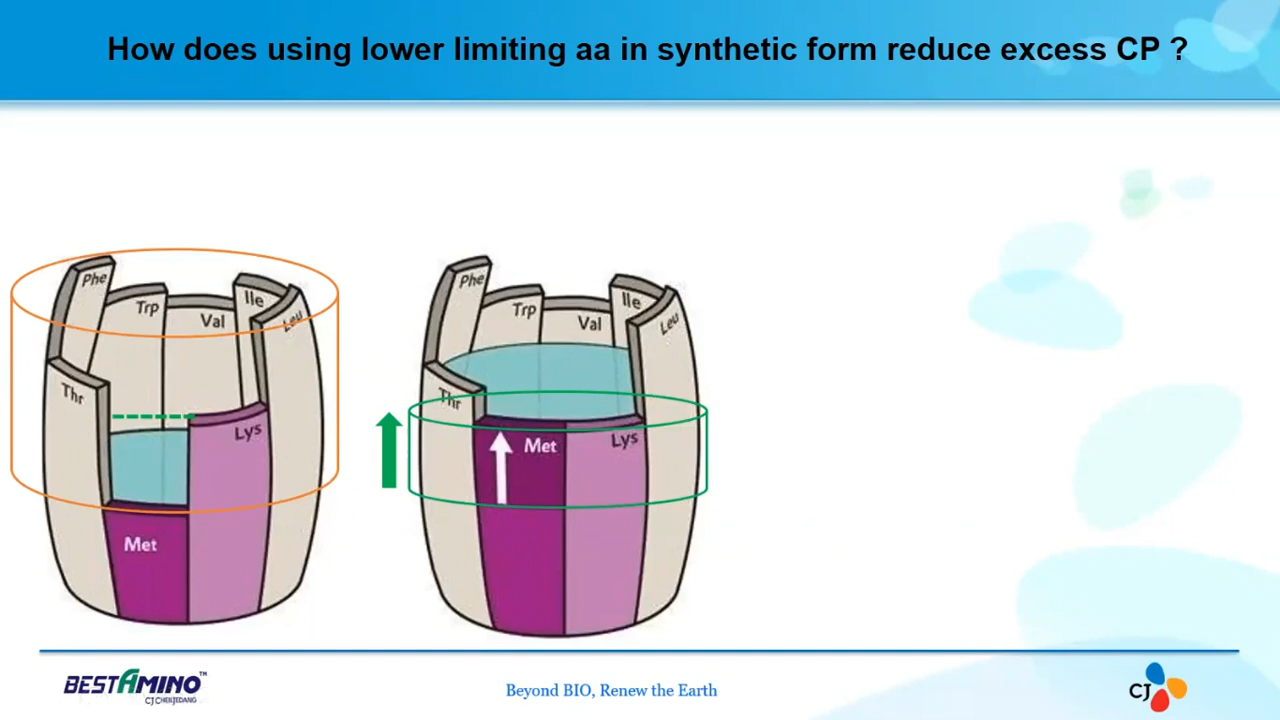 How does using lower limiting aa in synthetic form reduce excess CP ?
Phe
Trp
Val
Ile
Leu
Thr
Lys
Met
Phe
Trp
Val
Ile
Leu
Thr
Met
Lys
BESTAMINO™
CJ CHEILJEDANG
Beyond BIO, Renew the Earth
CJ